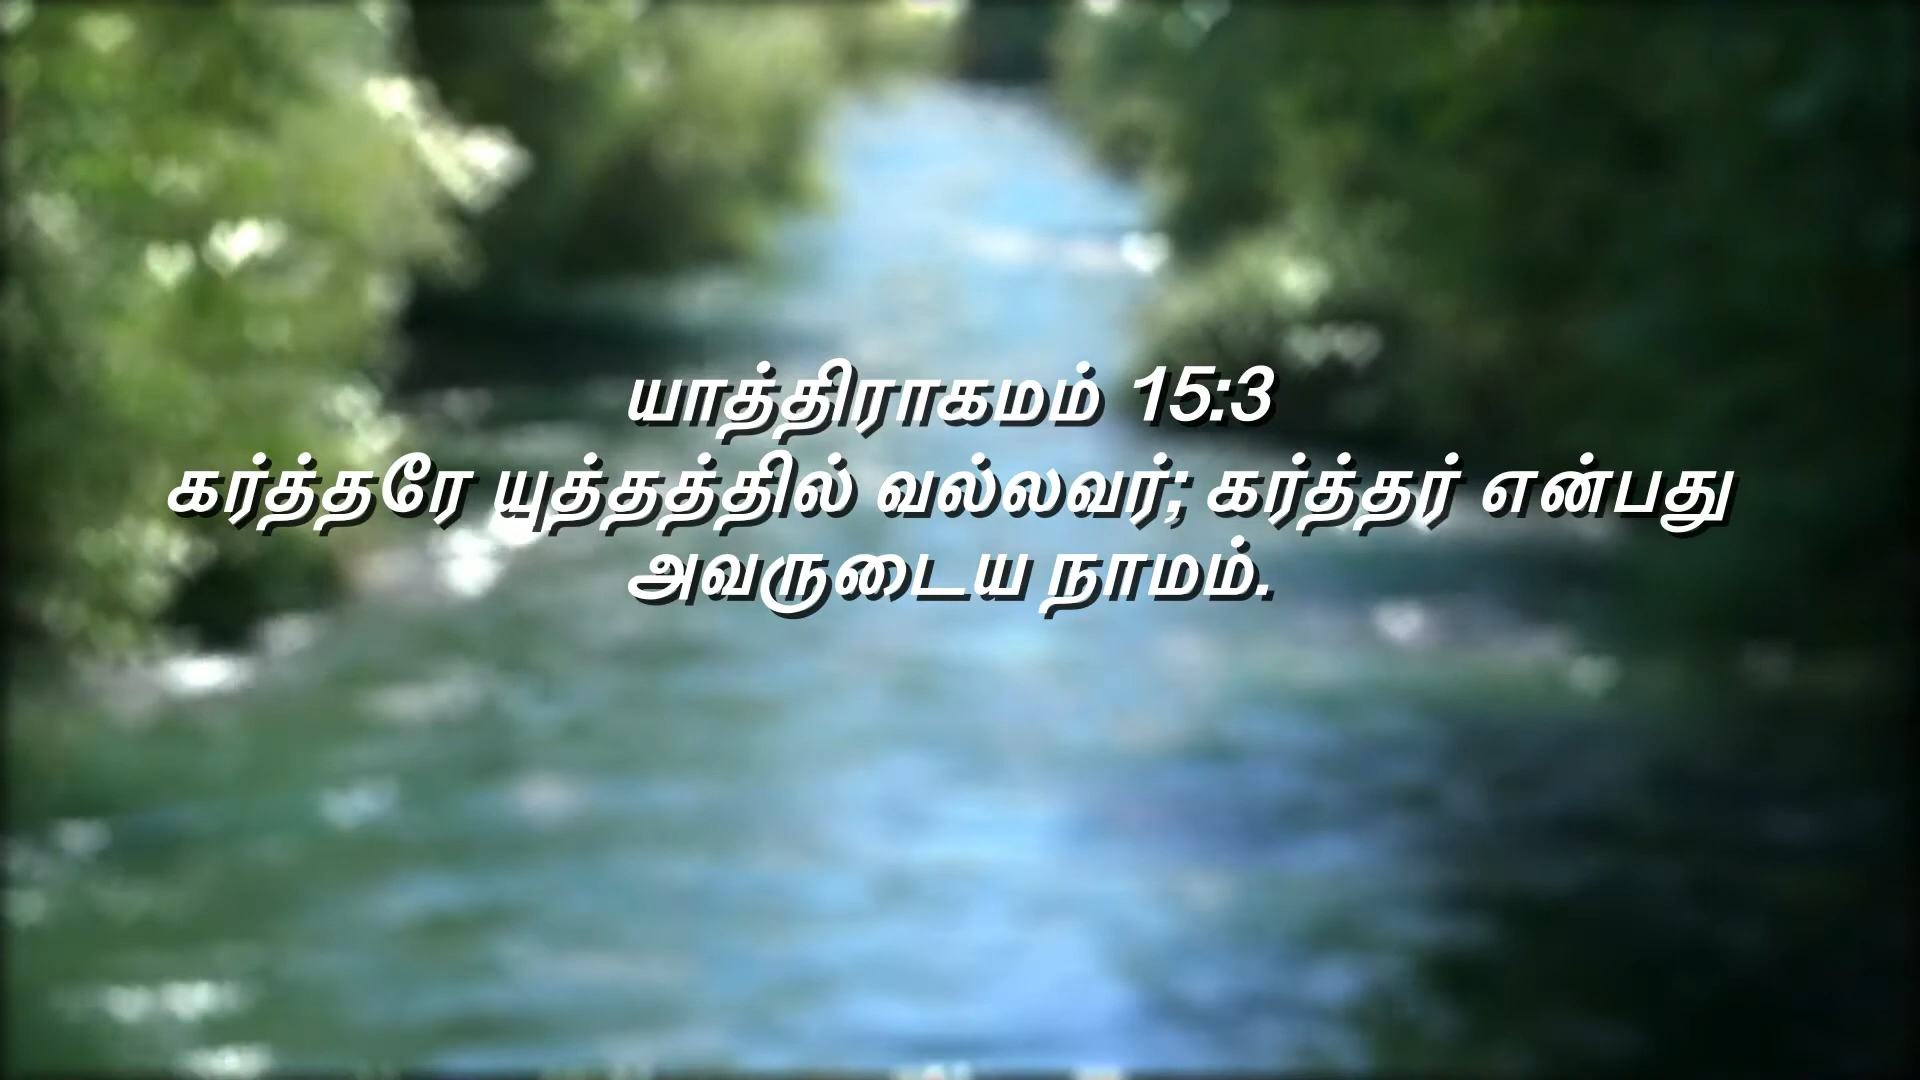 யாத்திராகமம் 15:3
கர்த்தரே யுத்தத்தில் வல்லவர்; கர்த்தர் என்பது
அவருடைய நாமம்.